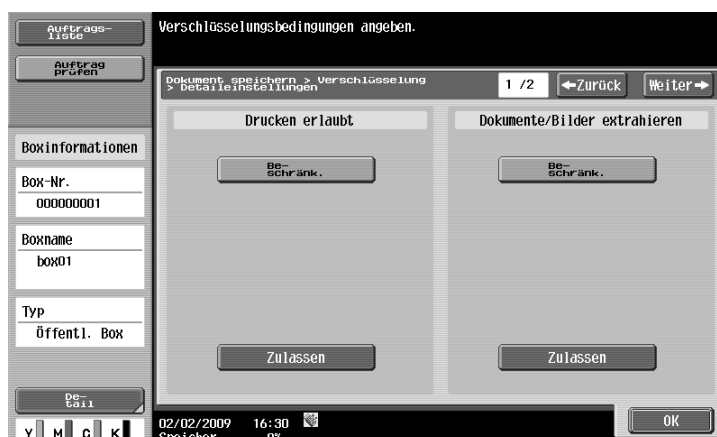 Auftrags-
liste
Auftrag
prüfen
Verschlüsselungsbedingungen angeben.
Dokument speichern > Verschlüsselung
> Detaileinstellungen
1 /2
←Zurück
Weiter→
Drucken erlaubt
Dokumente/Bilder extrahieren
Be-
schränk.
Be-
schränk.
Zulassen
Zulassen
Boxinformationen
Box-Nr.
000000001
Boxname
box01
Typ
Öffentl. Box
De-
tail
Y M C K
02/02/2009 16:30
Speicher 0%
OK